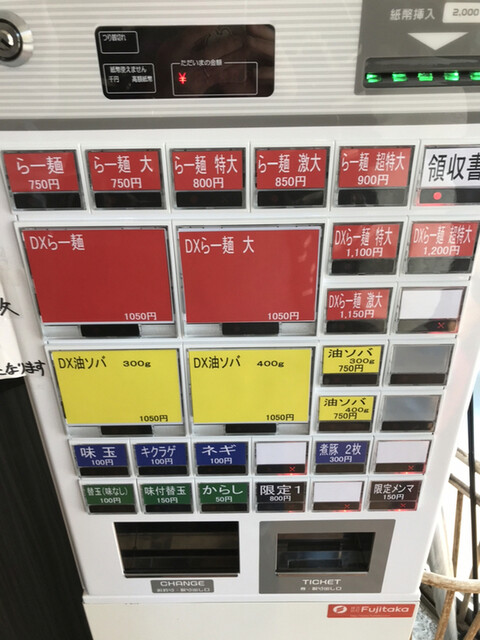 つり銭切れ
紙幣使えません
千円 高額紙幣
ただいまの金額
¥
紙幣挿入
2,000
らー麺
750円
らー麺 大
750円
らー麺 特大
800円
らー麺 激大
850円
らー麺 超特大
900円
領収書
DXらー麺
1050円
DXらー麺 大
1050円
DXらー麺 特大
1,100円
DXらー麺 超特大
1,200円
DXらー麺 激大
1,150円
DX油ソバ 300g
1050円
DX油ソバ 400g
1050円
油ソバ
300g
750円
油ソバ
400g
750円
になります
味玉
100円
キクラゲ
100円
ネギ
100円
煮豚 2枚
300円
替玉(味なし)
100円
味付替玉
150円
からし
50円
限定1
800円
限定メンマ
150円
CHANGE
TICKET
Fujitaka